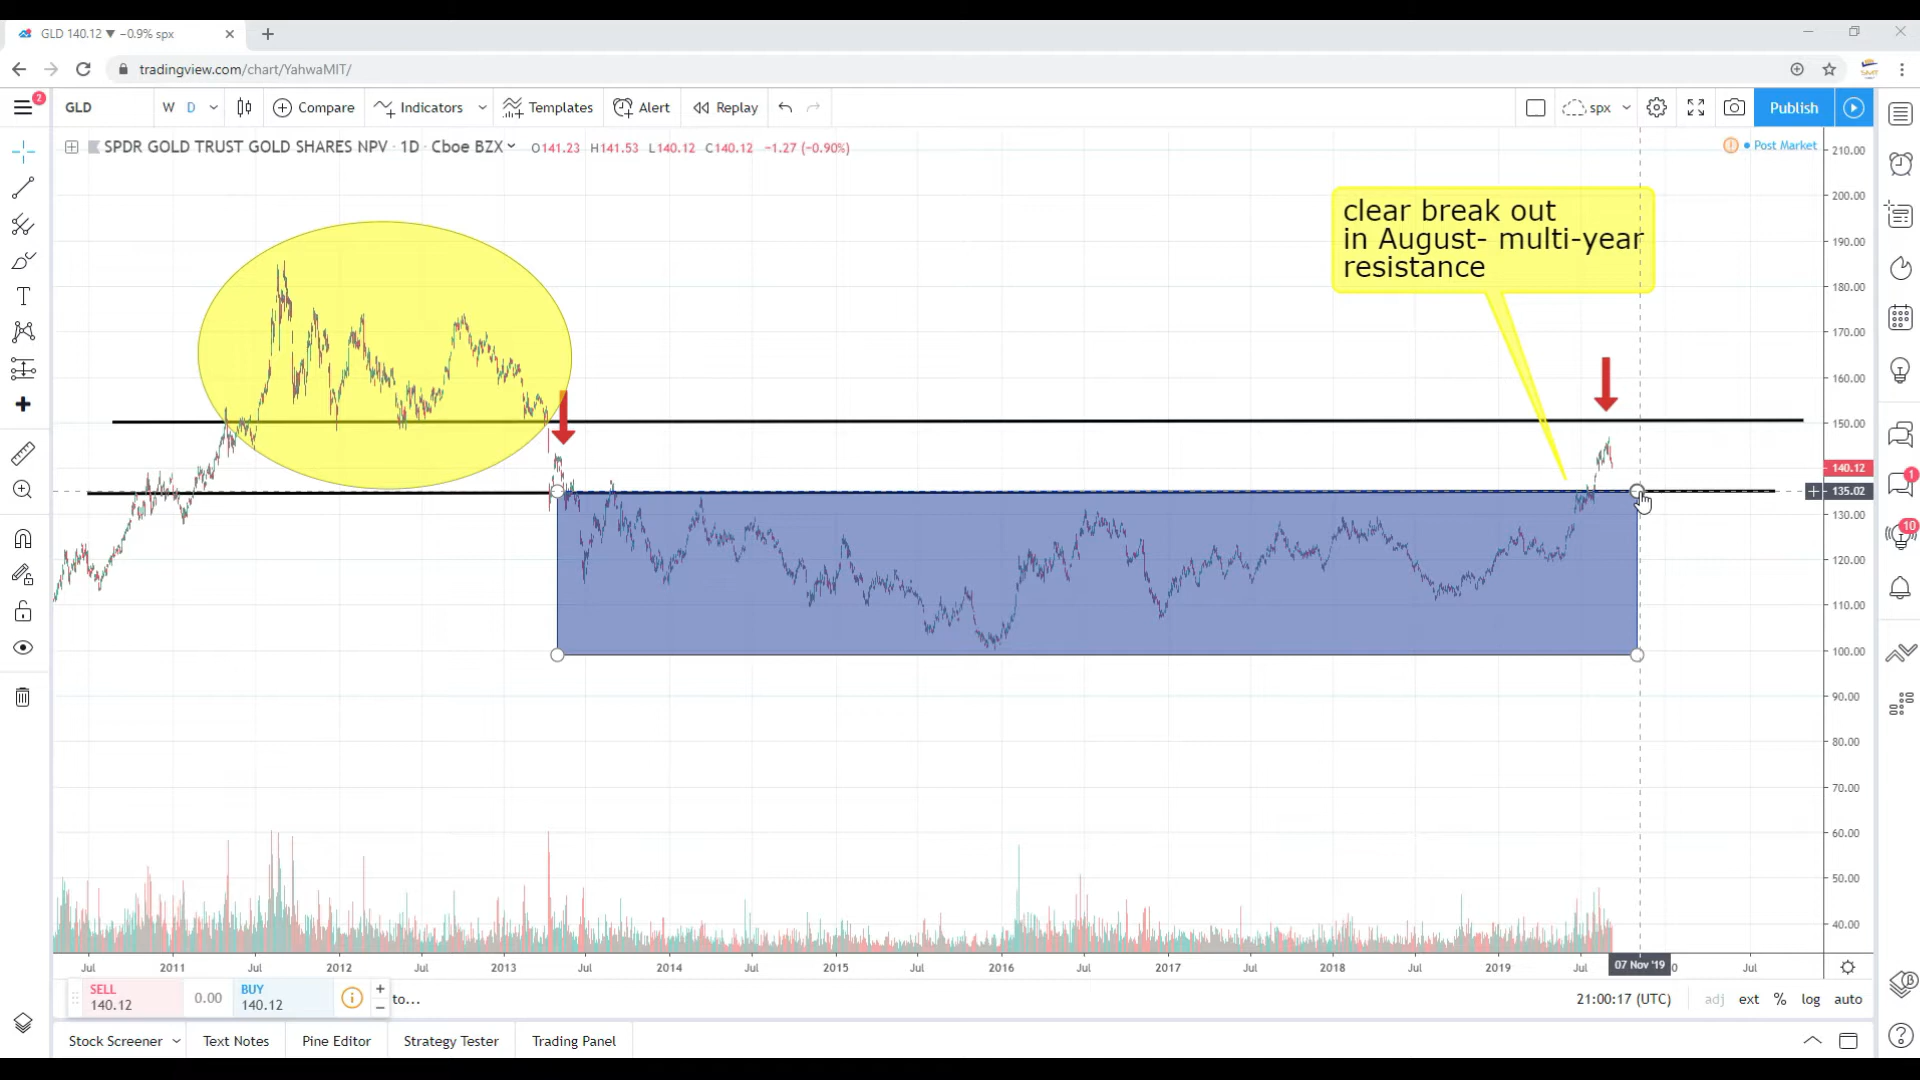 GLD 140.12 ▼ −0.9% spx
tradingview.com/chart/YahwaMIT/
2
GLD
W D
Compare
Indicators
Templates
Alert
Replay
spx
Publish
SPDR GOLD TRUST GOLD SHARES NPV · 1D · Cboe BZX
O141.23 H141.53 L140.12 C140.12 −1.27 (−0.90%)
Post Market
clear break out
in August- multi-year
resistance
210.00
200.00
190.00
180.00
170.00
160.00
150.00
140.12
135.02
130.00
120.00
110.00
100.00
90.00
80.00
70.00
60.00
50.00
40.00
1
10
Jul 2011 Jul 2012 Jul 2013 Jul 2014 Jul 2015 Jul 2016 Jul 2017 Jul 2018 Jul 2019 Jul 07 Nov '19 0 Jul
SELL
140.12
0.00
BUY
140.12
to...
21:00:17 (UTC)
adj ext % log auto
Stock Screener
Text Notes
Pine Editor
Strategy Tester
Trading Panel